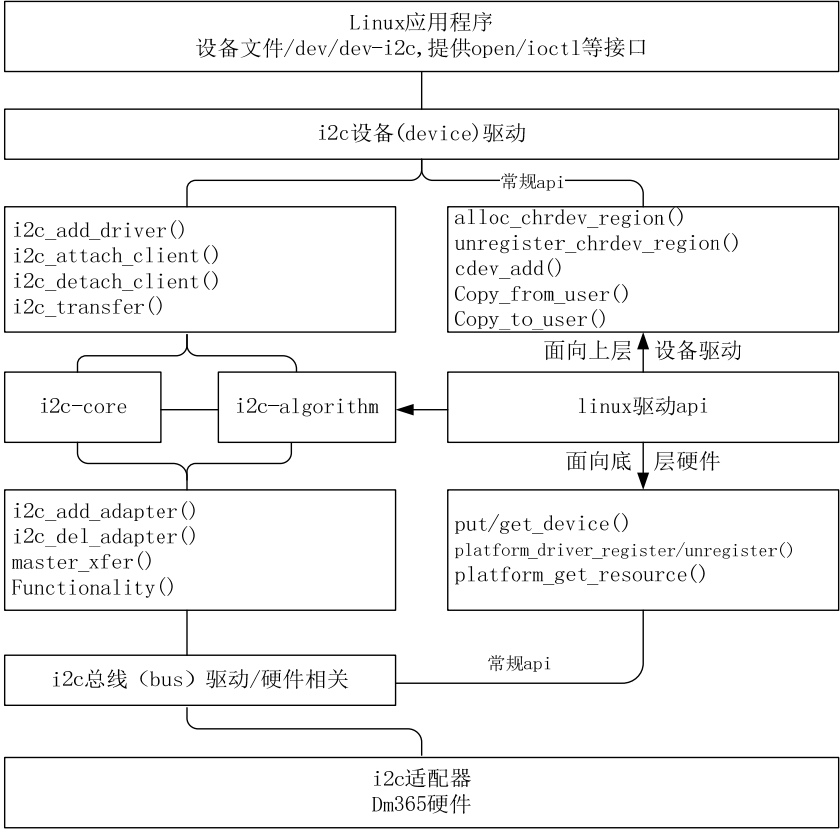 Linux应用程序
设备文件/dev/dev-i2c,提供open/ioctl等接口
i2c设备(device)驱动
常规api
i2c_add_driver()
i2c_attach_client()
i2c_detach_client()
i2c_transfer()
alloc_chrdev_region()
unregister_chrdev_region()
cdev_add()
Copy_from_user()
Copy_to_user()
面向上层 设备驱动
i2c-core
i2c-algorithm
linux驱动api
面向底 层硬件
i2c_add_adapter()
i2c_del_adapter()
master_xfer()
Functionality()
put/get_device()
platform_driver_register/unregister()
platform_get_resource()
常规api
i2c总线（bus）驱动/硬件相关
i2c适配器
Dm365硬件